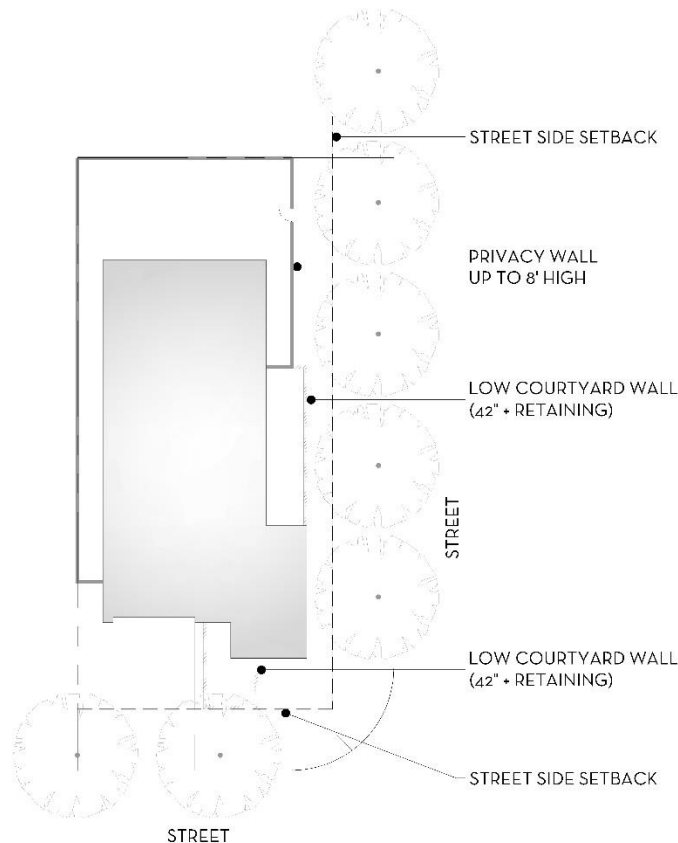 STREET SIDE SETBACK
PRIVACY WALL
UP TO 8' HIGH
LOW COURTYARD WALL
(42" + RETAINING)
STREET
LOW COURTYARD WALL
(42" + RETAINING)
STREET SIDE SETBACK
STREET